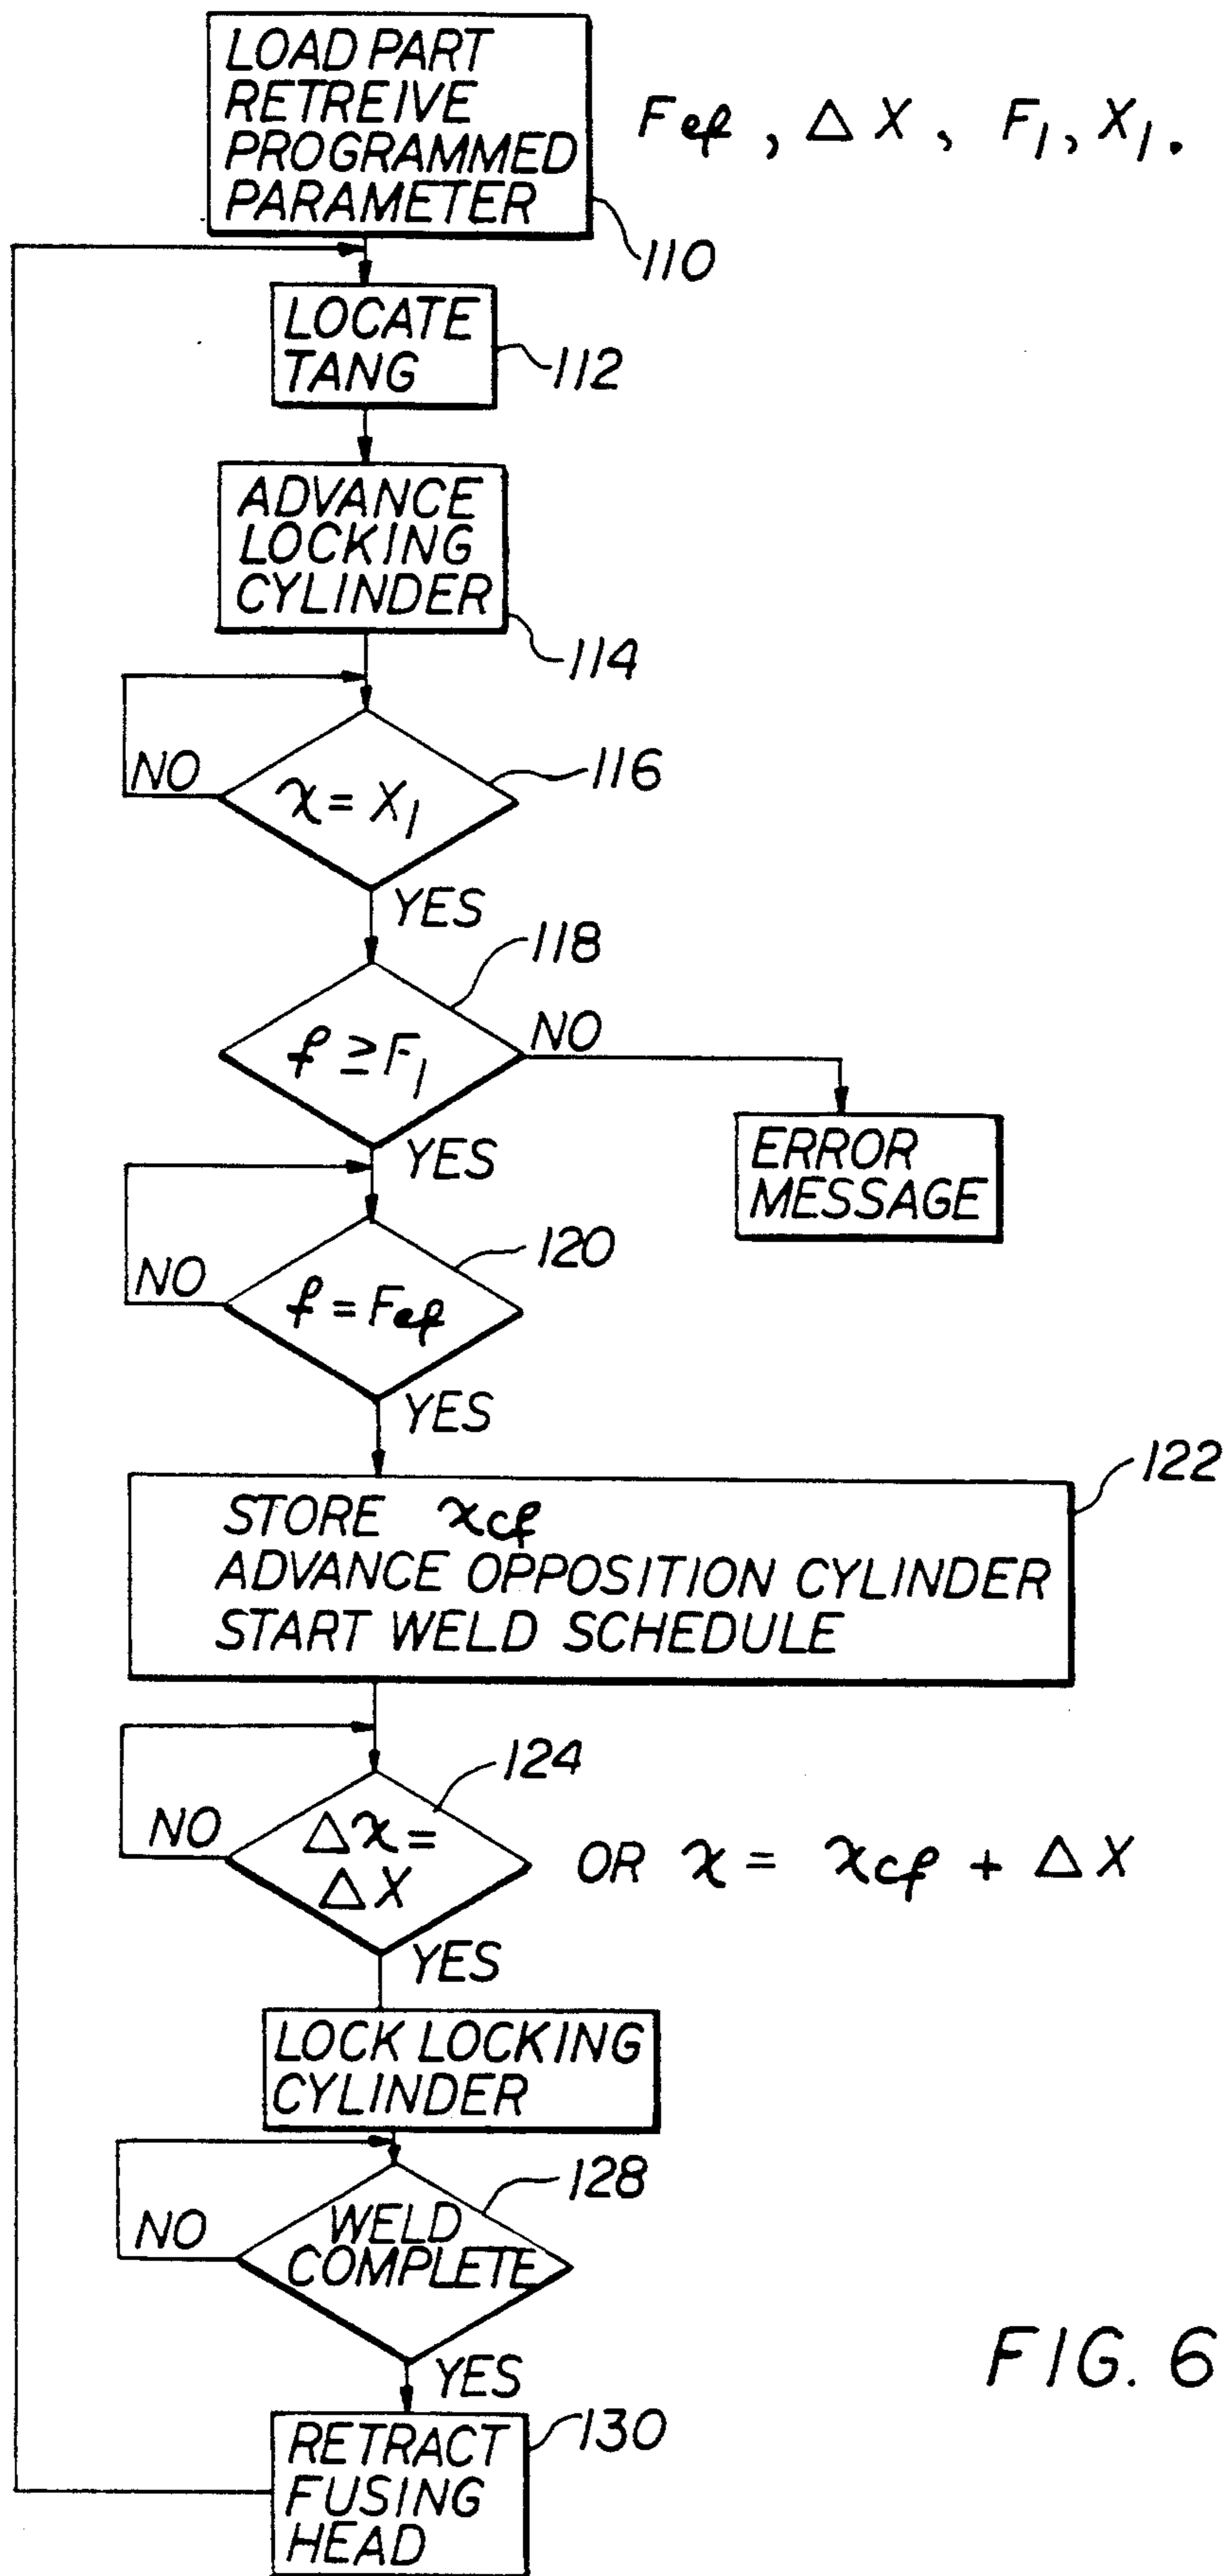 LOAD PART
RETREIVE
PROGRAMMED
PARAMETER
Fcf , Δ X , F1, X1.
110
LOCATE
TANG
112
ADVANCE
LOCKING
CYLINDER
114
NO
x = X1
116
YES
118
f ≥ F1
NO
ERROR
MESSAGE
YES
120
NO
f = Fcf
YES
122
STORE xcf
ADVANCE OPPOSITION CYLINDER
START WELD SCHEDULE
124
NO
Δx =
ΔX
OR x = xcf + ΔX
YES
LOCK LOCKING
CYLINDER
128
NO
WELD
COMPLETE
YES
130
RETRACT
FUSING
HEAD
FIG. 6